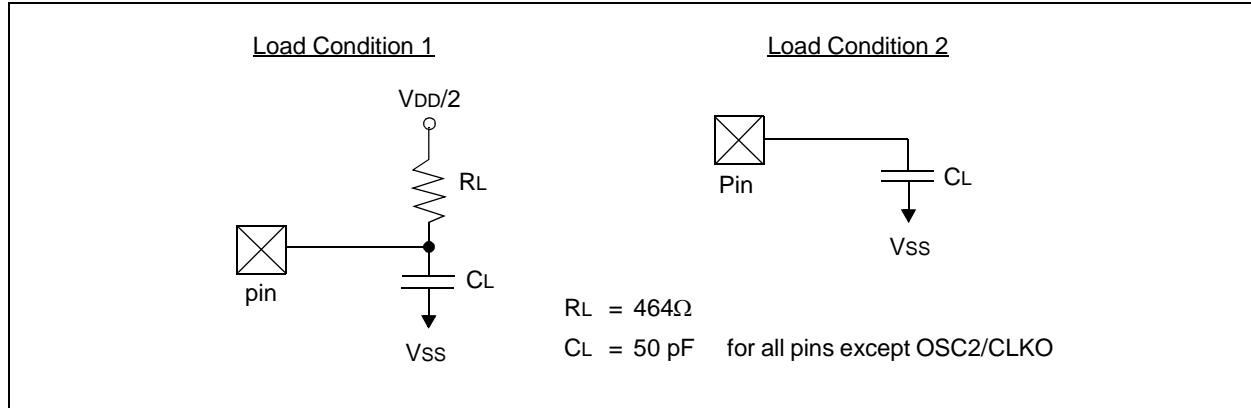 Load Condition 1
VDD/2
RL
pin
CL
VSS
Load Condition 2
Pin
CL
VSS
RL = 464Ω
CL = 50 pF for all pins except OSC2/CLKO